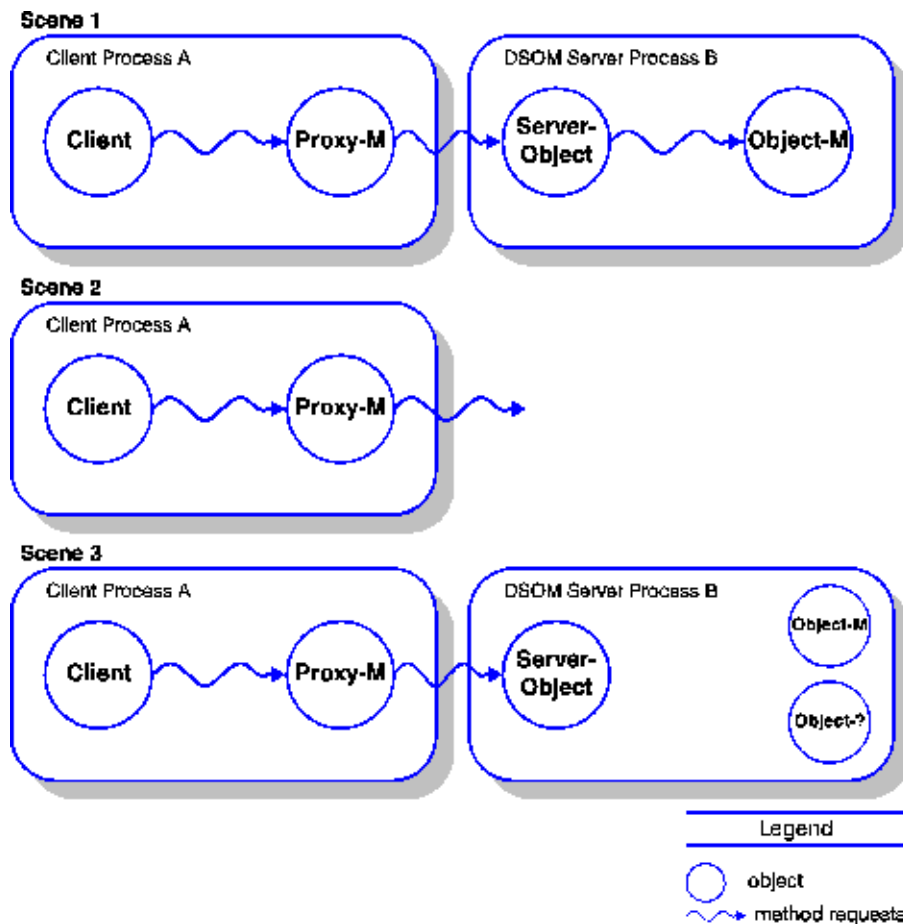 Scene 1
Client Process A
DSOM Server Process B
Client
Proxy-M
Server-
Object
Object-M
Scene 2
Client Process A
Client
Proxy-M
Scene 3
Client Process A
DSOM Server Process B
Client
Proxy-M
Server-
Object
Object-M
Object-?
Legend
object
method requests